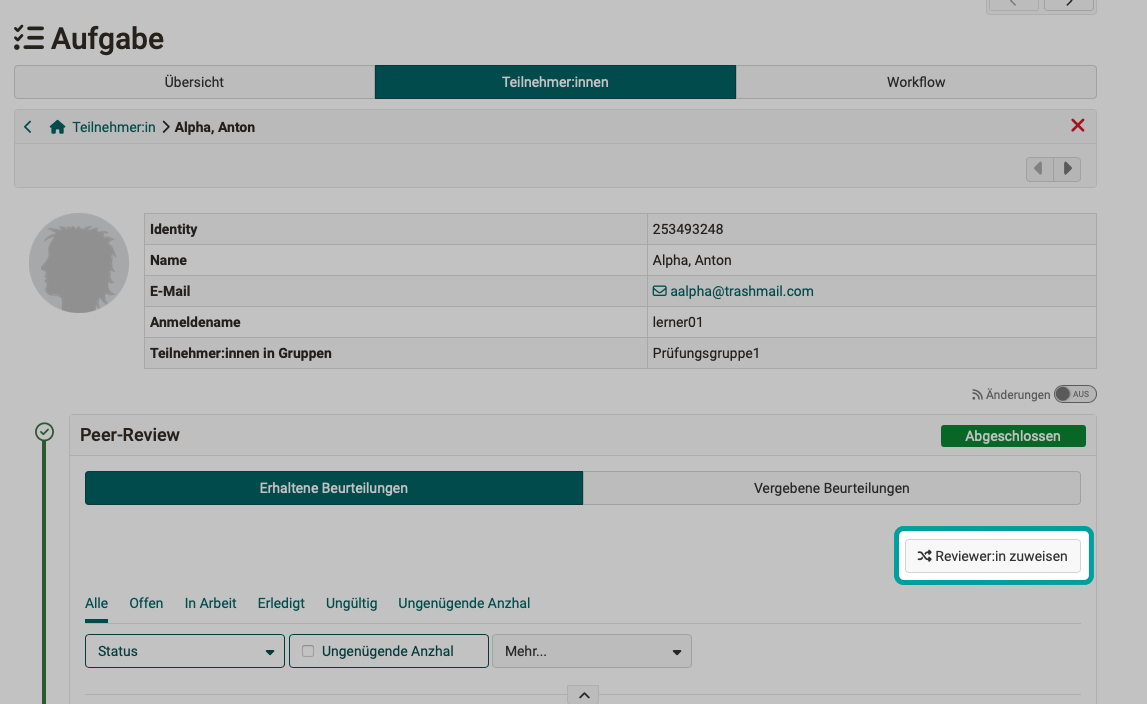 Aufgabe
Übersicht Teilnehmer:innen Workflow
Teilnehmer:in Alpha, Anton
Identity 253493248
Name Alpha, Anton
E-Mail aalpha@trashmail.com
Anmeldename lerner01
Teilnehmer:innen in Gruppen Prüfungsgruppe1
Änderungen AUS
Peer-Review Abgeschlossen
Erhaltene Beurteilungen Vergebene Beurteilungen
Reviewer:in zuweisen
Alle Offen In Arbeit Erledigt Ungültig Ungenügende Anzhal
Status Ungenügende Anzhal Mehr...